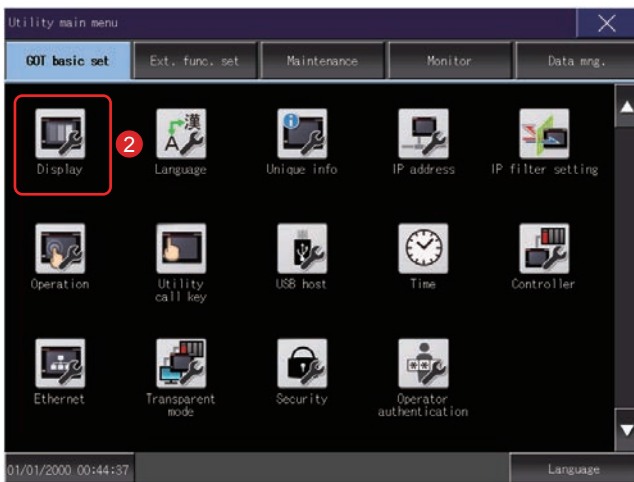 Utility main menu
GOT basic set
Ext. func. set
Maintenance
Monitor
Data mng.
2
A
漢
Display
Language
Unique info
IP address
IP filter setting
Operation
Utility
call key
USB host
Time
Controller
Ethernet
Transparent
mode
Security
Operator
authentication
01/01/2000 00:44:37
Language